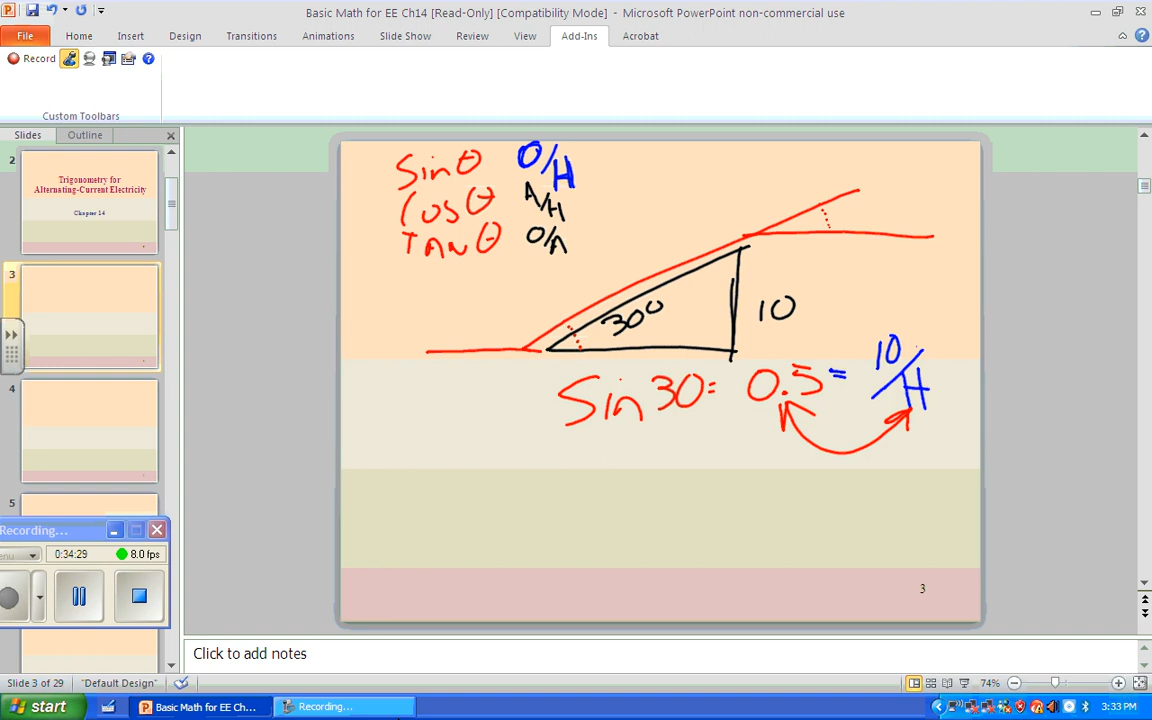 Basic Math for EE Ch14 [Read-Only] [Compatibility Mode] - Microsoft PowerPoint non-commercial use
File Home Insert Design Transitions Animations Slide Show Review View Add-Ins Acrobat
Record
Custom Toolbars
Slides Outline
2
Trigonometry for
Alternating-Current Electricity
Chapter 14
3
4
5
Sin θ O/H
Cos θ A/H
TAN θ O/A
30°
10
Sin 30 = 0.5 = 10/H
3
Recording...
0:34:29 8.0 fps
Click to add notes
Slide 3 of 29 "Default Design" 74%
start Basic Math for EE Ch... Recording... 3:33 PM